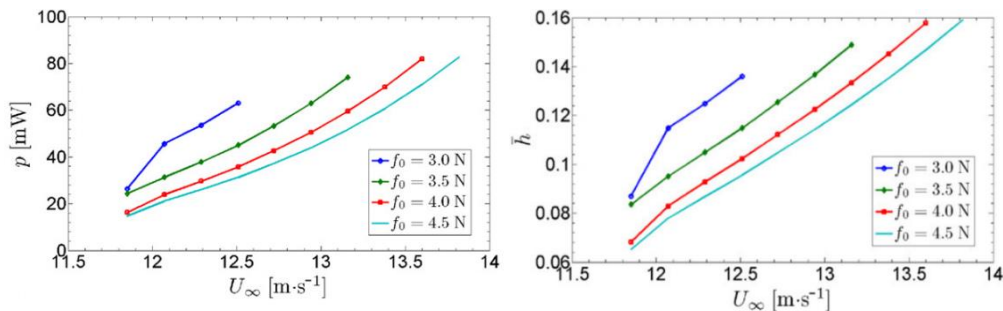 100
80
60
40
20
0
p [mW]
f₀ = 3.0 N
f₀ = 3.5 N
f₀ = 4.0 N
f₀ = 4.5 N
11.5 12 12.5 13 13.5 14
U∞ [m·s⁻¹]
0.16
0.14
0.12
0.1
0.08
0.06
h̄
f₀ = 3.0 N
f₀ = 3.5 N
f₀ = 4.0 N
f₀ = 4.5 N
11.5 12 12.5 13 13.5 14
U∞ [m·s⁻¹]